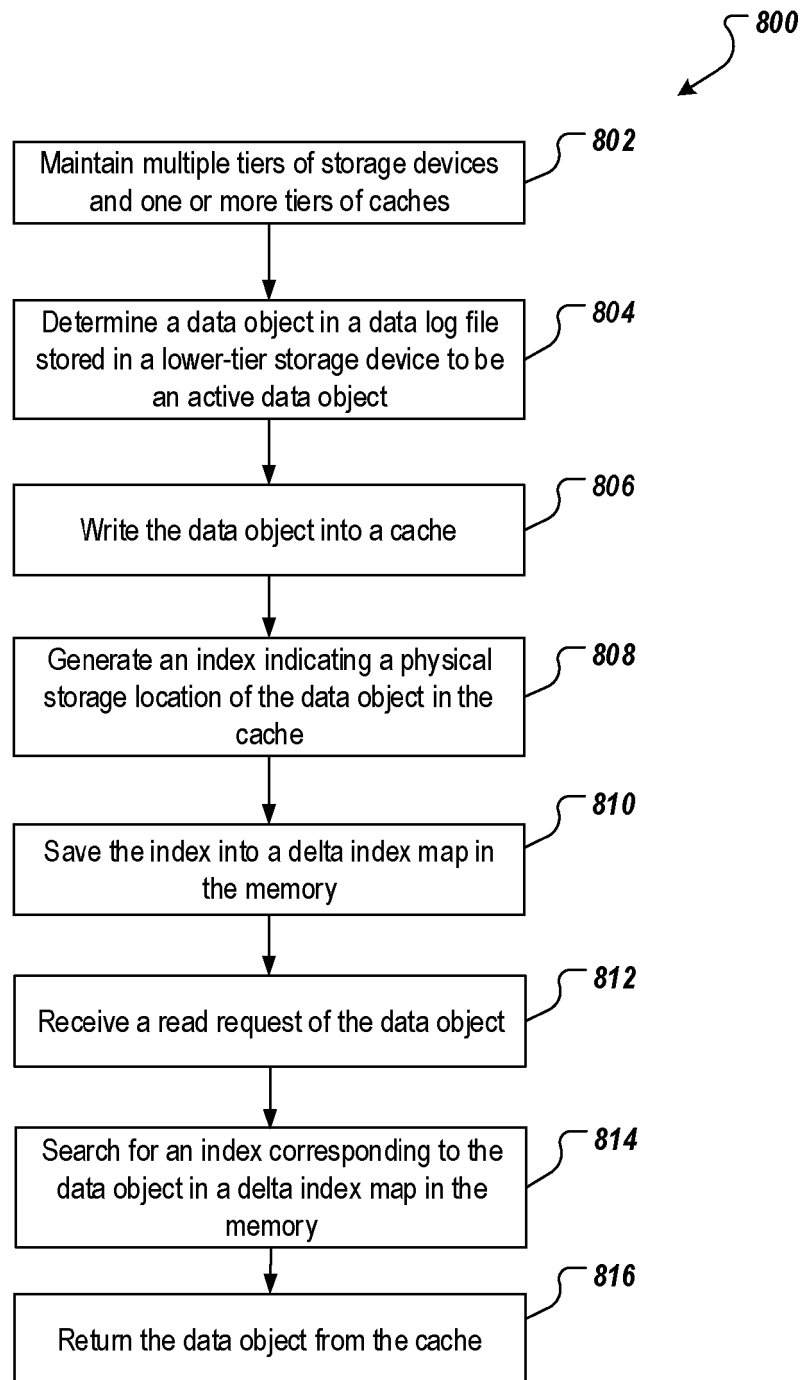 800
802
Maintain multiple tiers of storage devices
and one or more tiers of caches
804
Determine a data object in a data log file
stored in a lower-tier storage device to be
an active data object
806
Write the data object into a cache
808
Generate an index indicating a physical
storage location of the data object in the
cache
810
Save the index into a delta index map in
the memory
812
Receive a read request of the data object
814
Search for an index corresponding to the
data object in a delta index map in the
memory
816
Return the data object from the cache